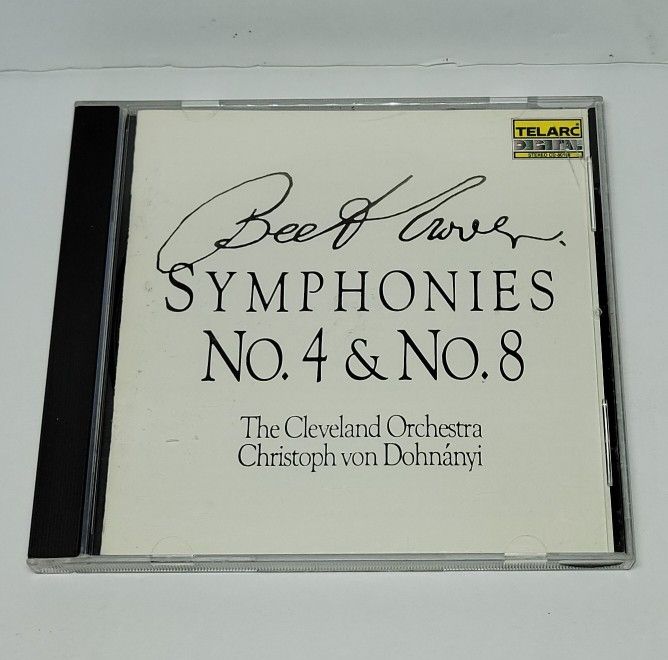 TELARC®
DIGITAL
Beethoven.
SYMPHONIES
NO. 4 & NO. 8
The Cleveland Orchestra
Christoph von Dohnányi